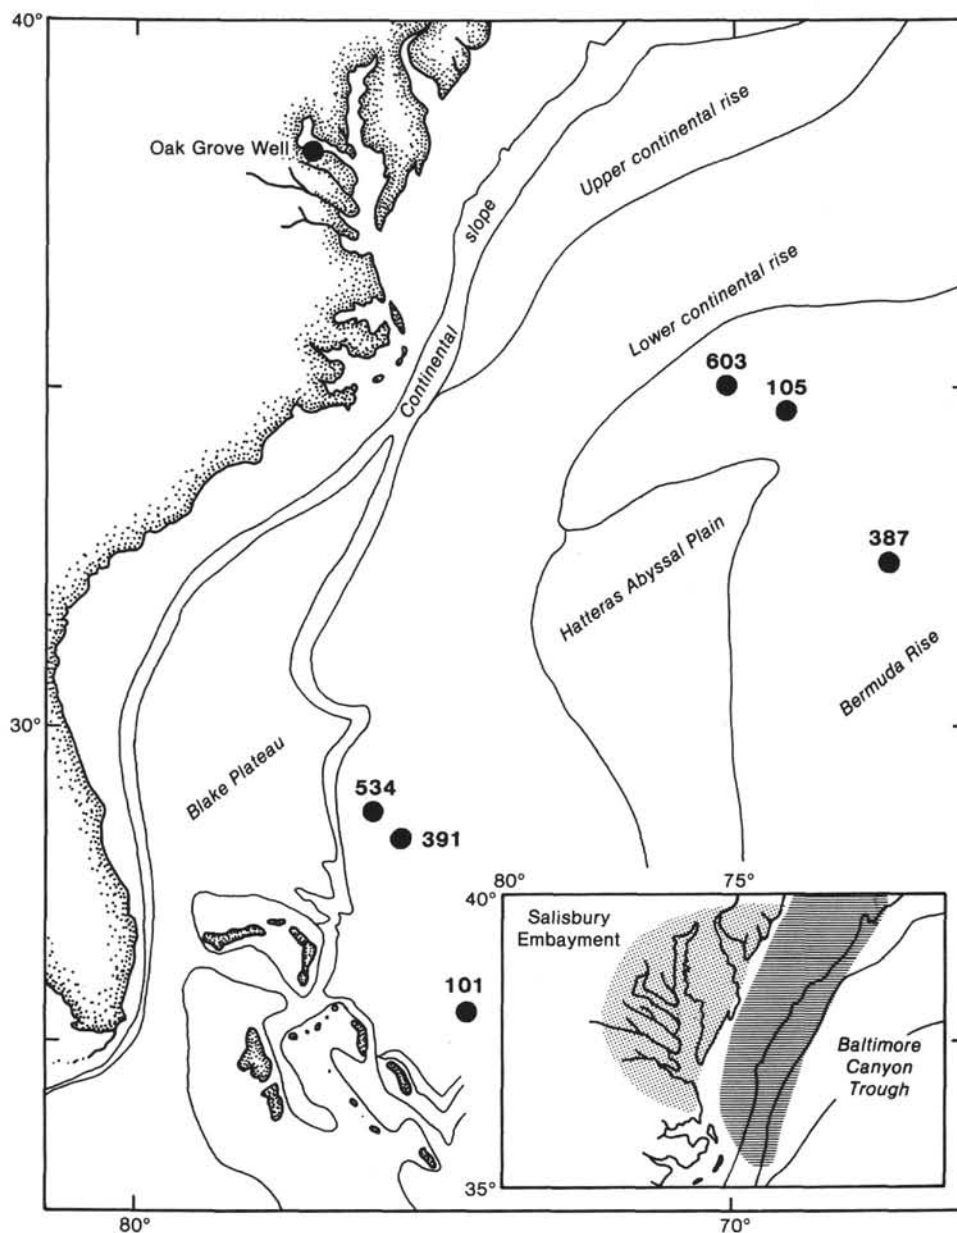 40°
Oak Grove Well
Upper continental rise
slope
Continental
Lower continental rise
603
105
387
Hatteras Abyssal Plain
Bermuda Rise
30°
Blake Plateau
534
391
101
80°
75°
40°
Salisbury
Embayment
Baltimore
Canyon
Trough
35°
80°
70°